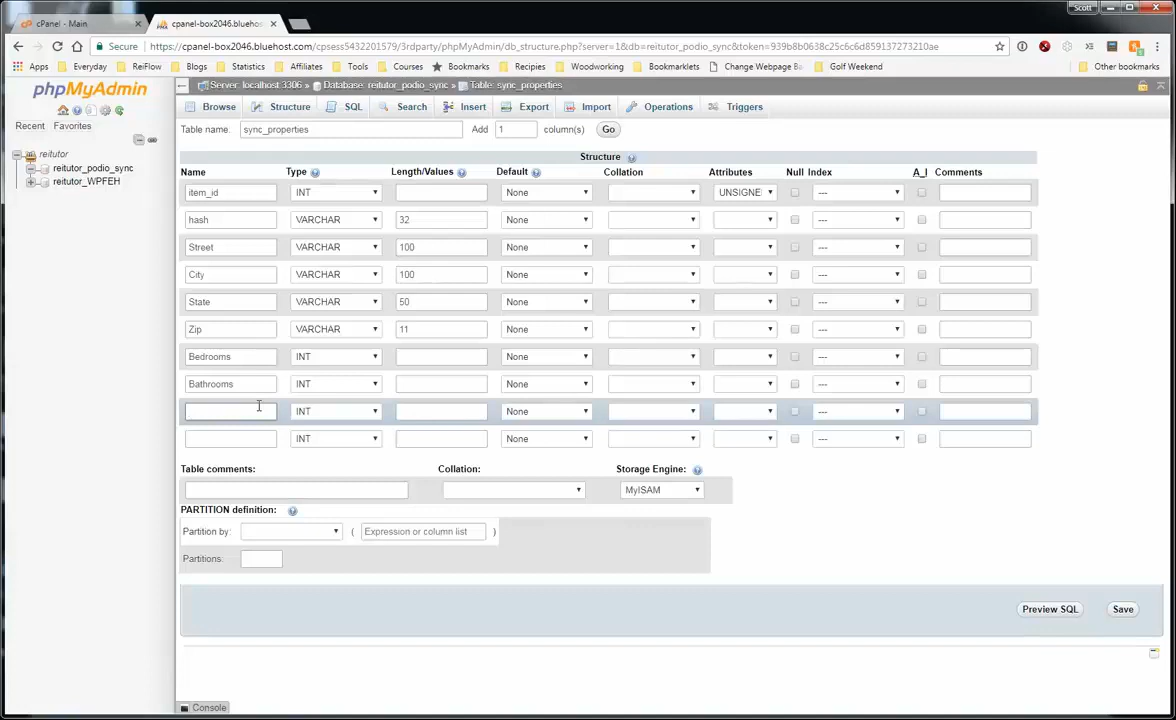 Scott
cPanel - Main
cpanel-box2046.bluehos
Secure
https://cpanel-box2046.bluehost.com/cpsess5432201579/3rdparty/phpMyAdmin/db_structure.php?server=1&db=reitutor_podio_sync&token=939b8b0638c25c6c6d859137273210ae
Apps Everyday ReiFlow Blogs Statistics Affiliates Tools Courses Bookmarks Recipes Woodworking Bookmarklets Change Webpage Ba Golf Weekend Other bookmarks
phpMyAdmin
Recent Favorites
reitutor
reitutor_podio_sync
reitutor_WPFEH
Server: localhost:3306 » Database: reitutor_podio_sync » Table: sync_properties
Browse Structure SQL Search Insert Export Import Operations Triggers
Table name: sync_properties Add 1 column(s) Go
Structure
Name Type Length/Values Default Collation Attributes Null Index A_I Comments
item_id INT None UNSIGNE ---
hash VARCHAR 32 None ---
Street VARCHAR 100 None ---
City VARCHAR 100 None ---
State VARCHAR 50 None ---
Zip VARCHAR 11 None ---
Bedrooms INT None ---
Bathrooms INT None ---
INT None ---
INT None ---
Table comments: Collation: Storage Engine:
MyISAM
PARTITION definition:
Partition by: ( Expression or column list )
Partitions:
Preview SQL Save
Console